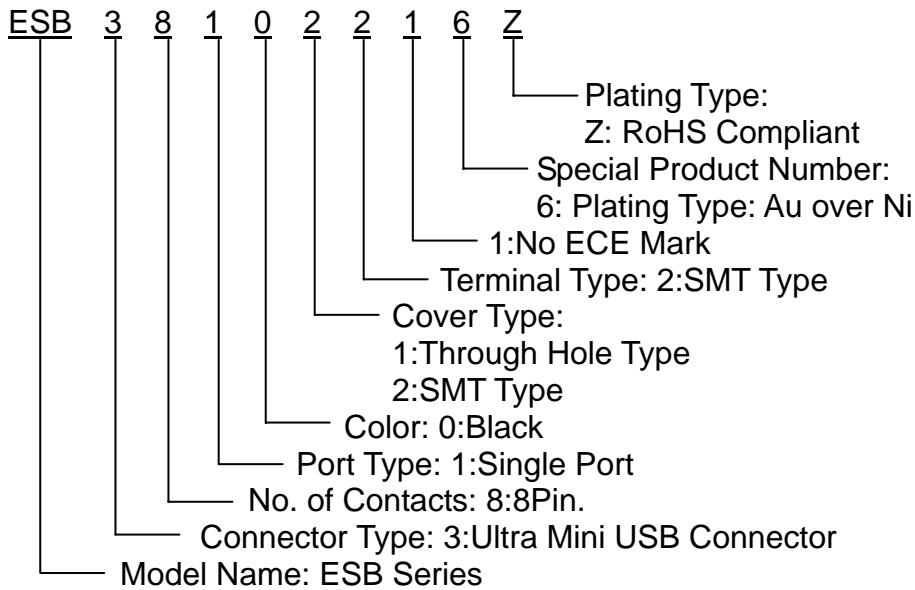 ESB 3 8 1 0 2 2 1 6 Z
Plating Type:
Z: RoHS Compliant
Special Product Number:
6: Plating Type: Au over Ni
1:No ECE Mark
Terminal Type: 2:SMT Type
Cover Type:
1:Through Hole Type
2:SMT Type
Color: 0:Black
Port Type: 1:Single Port
No. of Contacts: 8:8Pin.
Connector Type: 3:Ultra Mini USB Connector
Model Name: ESB Series